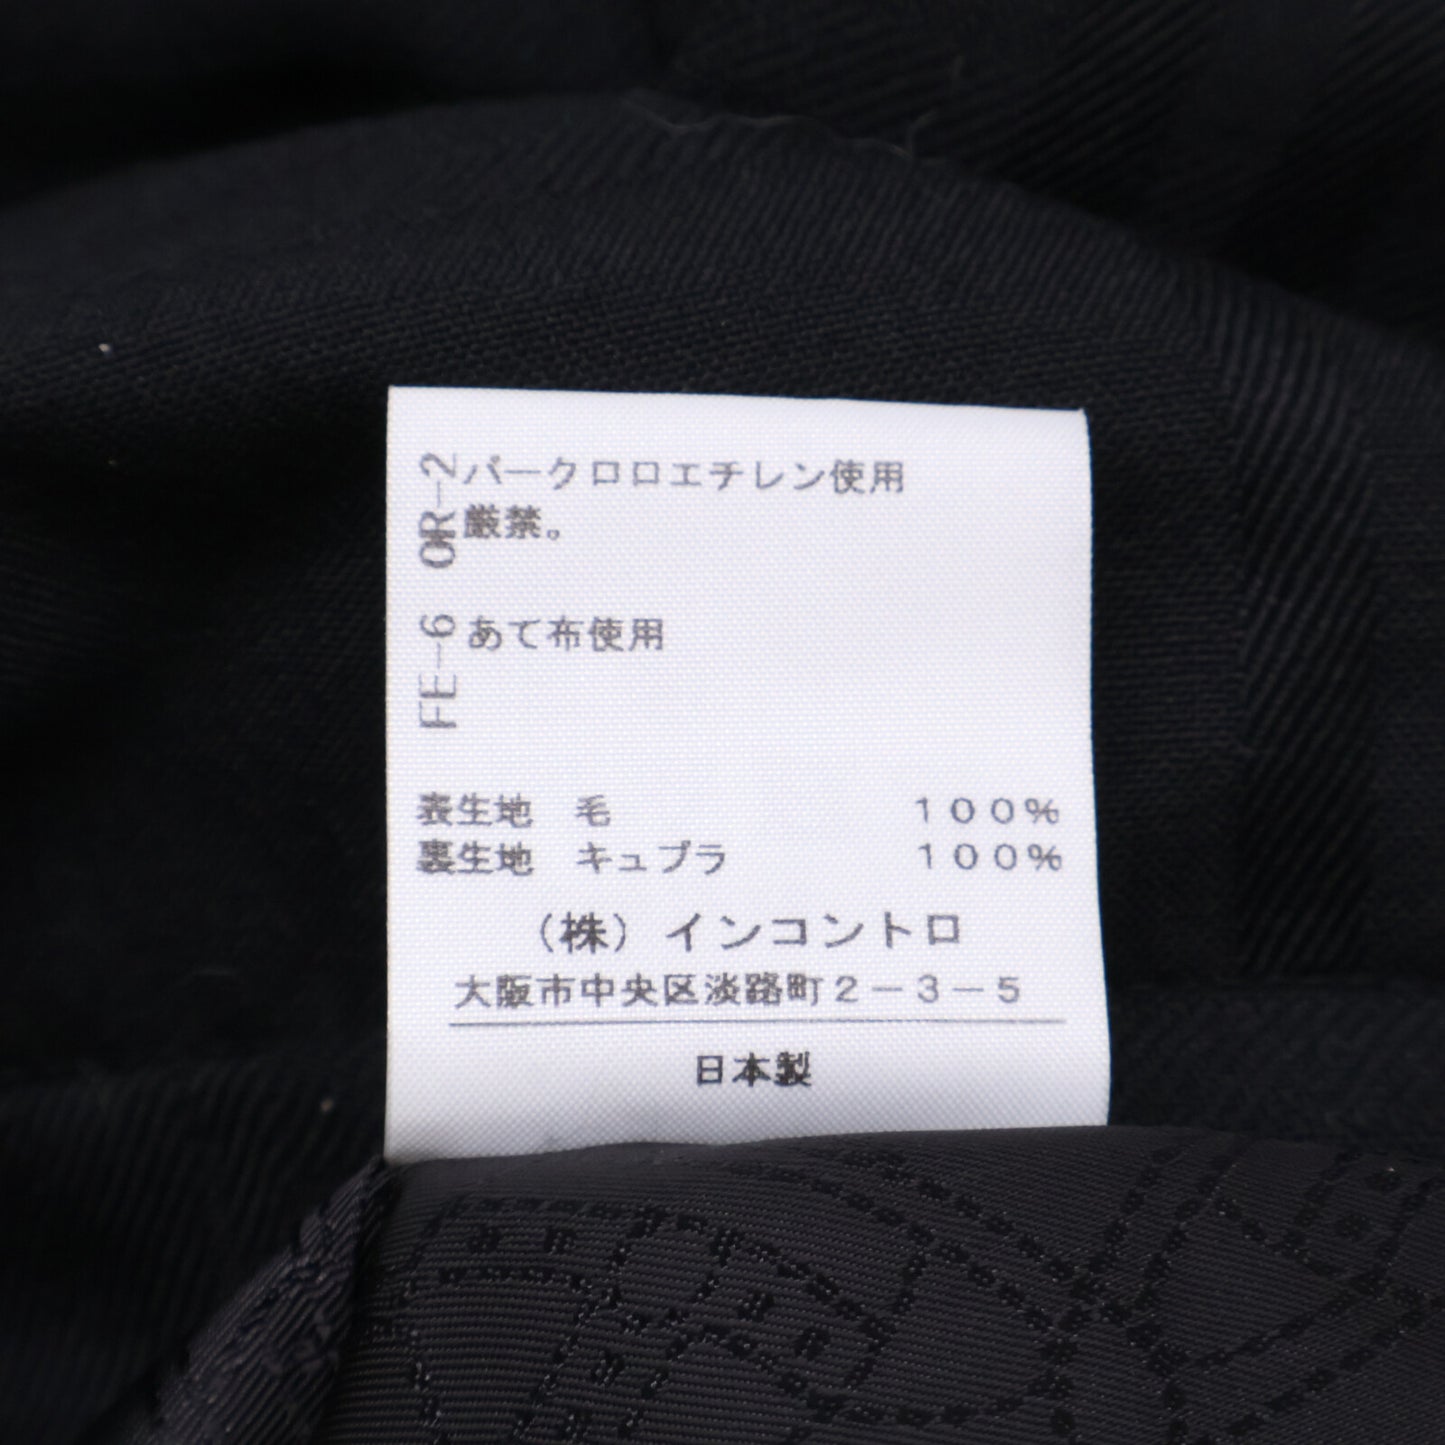 パークロロエチレン使用
厳禁。
あて布使用
FE-6 OR-2
表生地 毛 100%
裏生地 キュプラ 100%
(株)インコントロ
大阪市中央区淡路町2-3-5
日本製